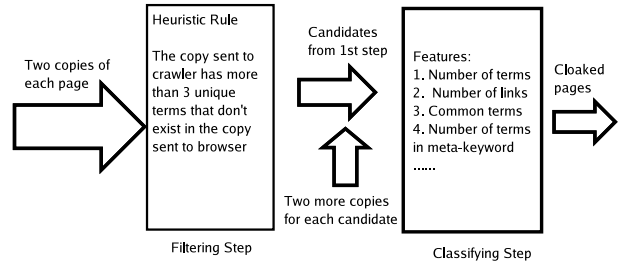 Two copies of
each page
Heuristic Rule
The copy sent to
crawler has more
than 3 unique
terms that don't
exist in the copy
sent to browser
Filtering Step
Candidates
from 1st step
Two more copies
for each candidate
Features:
1. Number of terms
2. Number of links
3. Common terms
4. Number of terms
in meta-keyword
......
Classifying Step
Cloaked
pages